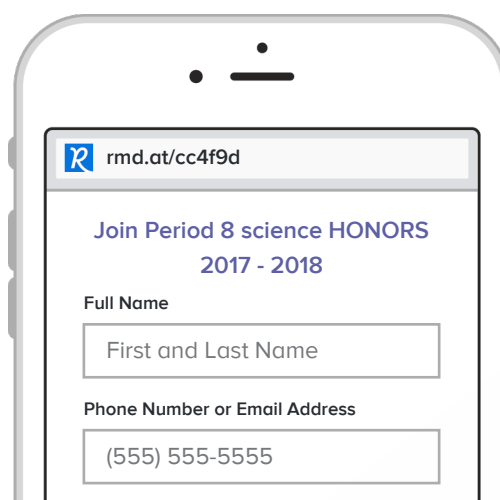 rmd.at/cc4f9d
Join Period 8 science HONORS
2017 - 2018
Full Name
First and Last Name
Phone Number or Email Address
(555) 555-5555